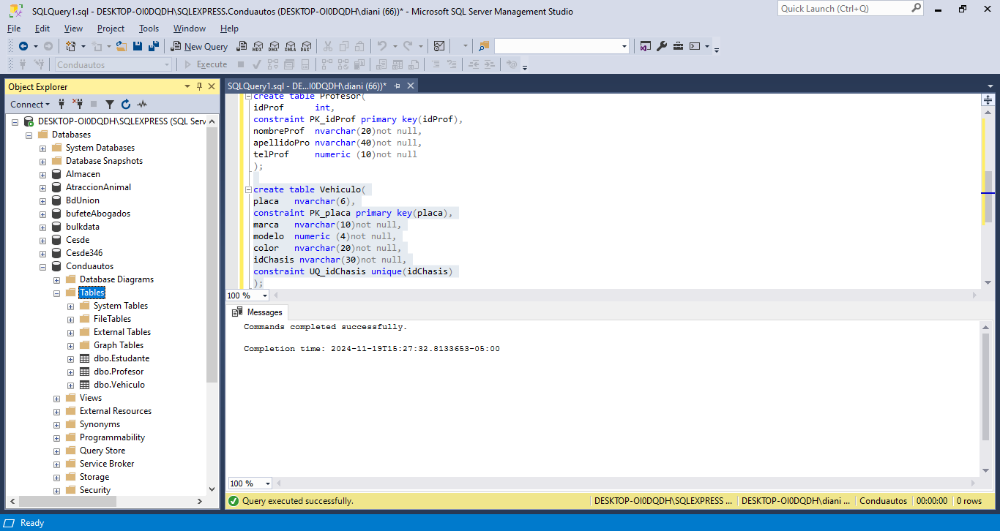 SQLQuery1.sql - DESKTOP-OI0DQDH\SQLEXPRESS.Conduautos (DESKTOP-OI0DQDH\diani (66))* - Microsoft SQL Server Management Studio
Quick Launch (Ctrl+Q)
File Edit View Project Tools Window Help
New Query MDX DMX XMLA DAX
Conduautos Execute
Object Explorer
Connect
DESKTOP-OI0DQDH\SQLEXPRESS (SQL Serv
Databases
System Databases
Database Snapshots
Almacen
AtraccionAnimal
BdUnion
bufeteAbogados
bulkdata
Cesde
Cesde346
Conduautos
Database Diagrams
Tables
System Tables
FileTables
External Tables
Graph Tables
dbo.Estudante
dbo.Profesor
dbo.Vehiculo
Views
External Resources
Synonyms
Programmability
Query Store
Service Broker
Storage
Security
SQLQuery1.sql - DE...I0DQDH\diani (66))*
create table Profesor(
idProf int,
constraint PK_idProf primary key(idProf),
nombreProf nvarchar(20)not null,
apellidoPro nvarchar(40)not null,
telProf numeric (10)not null
);
create table Vehiculo(
placa nvarchar(6),
constraint PK_placa primary key(placa),
marca nvarchar(10)not null,
modelo numeric (4)not null,
color nvarchar(20)not null,
idChasis nvarchar(30)not null,
constraint UQ_idChasis unique(idChasis)
);
100 %
Messages
Commands completed successfully.
Completion time: 2024-11-19T15:27:32.8133653-05:00
100 %
Query executed successfully. DESKTOP-OI0DQDH\SQLEXPRESS ... DESKTOP-OI0DQDH\diani ... Conduautos 00:00:00 0 rows
Ready